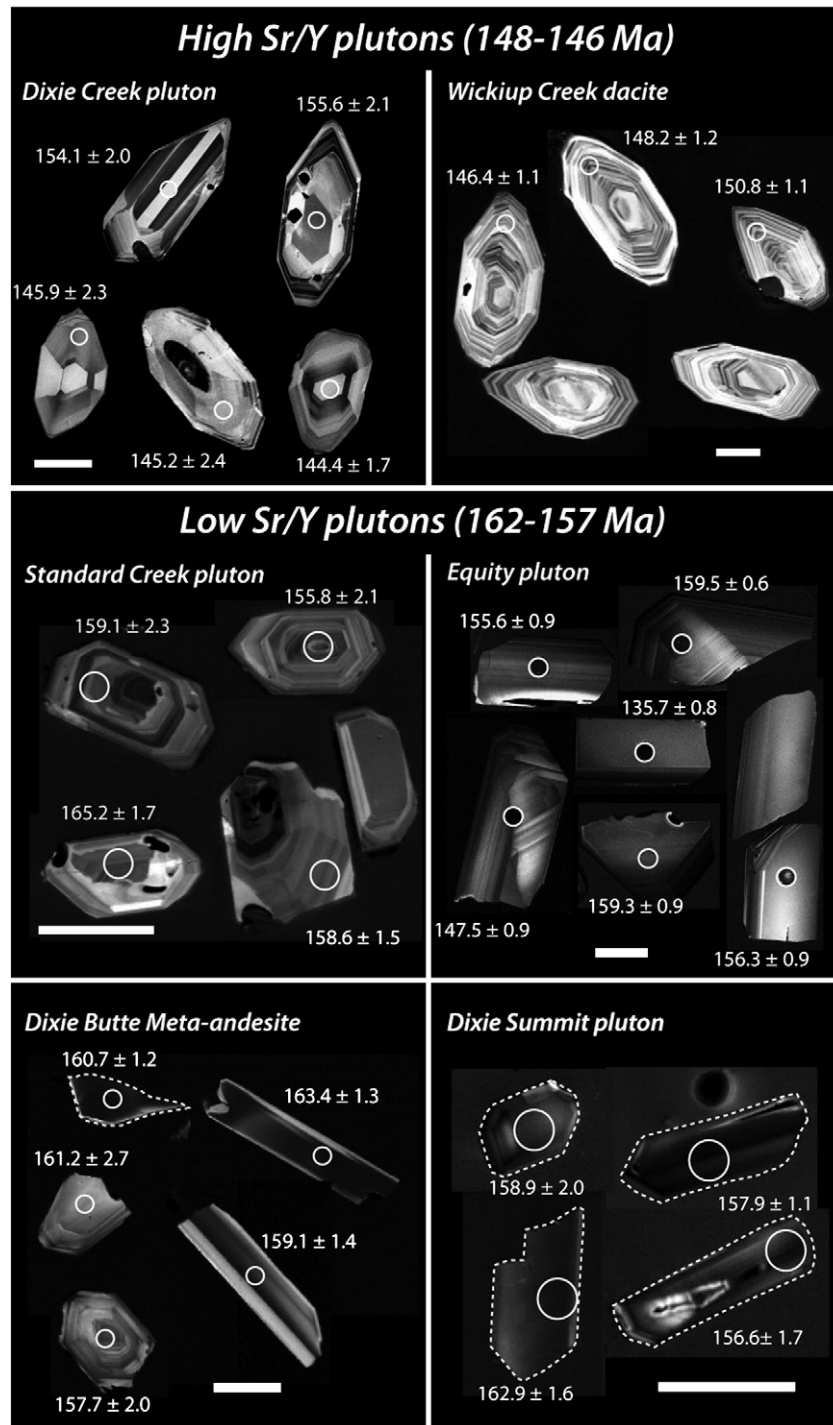 High Sr/Y plutons (148-146 Ma)
Dixie Creek pluton
154.1 ± 2.0
155.6 ± 2.1
145.9 ± 2.3
145.2 ± 2.4
144.4 ± 1.7
Wickiup Creek dacite
148.2 ± 1.2
146.4 ± 1.1
150.8 ± 1.1
Low Sr/Y plutons (162-157 Ma)
Standard Creek pluton
155.8 ± 2.1
159.1 ± 2.3
165.2 ± 1.7
158.6 ± 1.5
Equity pluton
159.5 ± 0.6
155.6 ± 0.9
135.7 ± 0.8
159.3 ± 0.9
147.5 ± 0.9
156.3 ± 0.9
Dixie Butte Meta-andesite
160.7 ± 1.2
163.4 ± 1.3
161.2 ± 2.7
159.1 ± 1.4
157.7 ± 2.0
Dixie Summit pluton
158.9 ± 2.0
157.9 ± 1.1
156.6± 1.7
162.9 ± 1.6